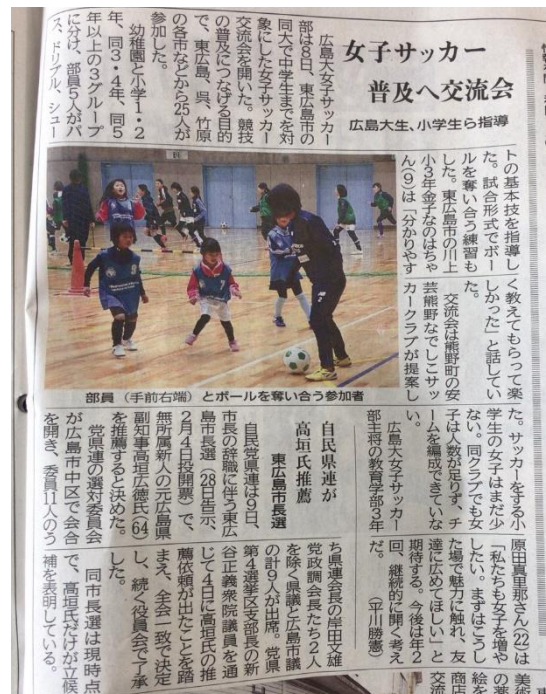 女子サッカー
普及へ交流会
広島大生、小学生ら指導
広島大女子サッカー
部は8日、東広島市の
同大で中学生までを対
象にした女子サッカー
交流会を開いた。競技
の普及につなげる目的
で、東広島、呉、竹原
の各市などから25人が
参加した。
幼稚園と小学1・2
年、同3・4年、同5
年以上の3グループ
に分け、部員5人がパ
ス、ドリブル、シュー
トの基本技を指導し
た。試合形式でボー
ルを奪い合う練習も
した。東広島市の川上
小3年金子なのはちゃ
ん(9)は「分かりやす
く教えてもらって楽
しかった」と話してい
た。
交流会は熊野町の安
芸熊野なでしこサッ
カークラブが提案し
た。サッカーをする小
学生の女子はまだ少
ない。同クラブでも女
子は人数が足りず、チ
ームを編成できていな
い。
広島大女子サッカー
部主将の教育学部3年
原田真里那さん(22)は
「私たちも女子を増や
したい。まずはこうし
た場で魅力に触れ、友
達に広めてほしい」と
期待する。今後は年2
回、継続的に開く考え
だ。
(平川勝憲)
部員(手前右端)とボールを奪い合う参加者
自民県連が
高垣氏推薦
東広島市長選
自民党県連は9日、
市長の辞職に伴う東広
島市長選(28日告示、
2月4日投開票)で、
無所属新人の元広島県
副知事高垣広徳氏(64)
を推薦すると決めた。
党県連の選対委員会
が広島市中区で会合
を開き、委員11人のう
ち県連会長の岸田文雄
党政調会長たち2人
を除く県議と広島市議
の計9人が出席。党県
第4選挙区支部長の新
谷正義衆院議員を通
じて4日に高垣氏の推
薦依頼が出たことを踏
まえ、全会一致で決定
し、続く役員会で了承
した。
同市長選は現時点
で、高垣氏だけが立候
補を表明している。
美術
の薬
絵を
商
交流